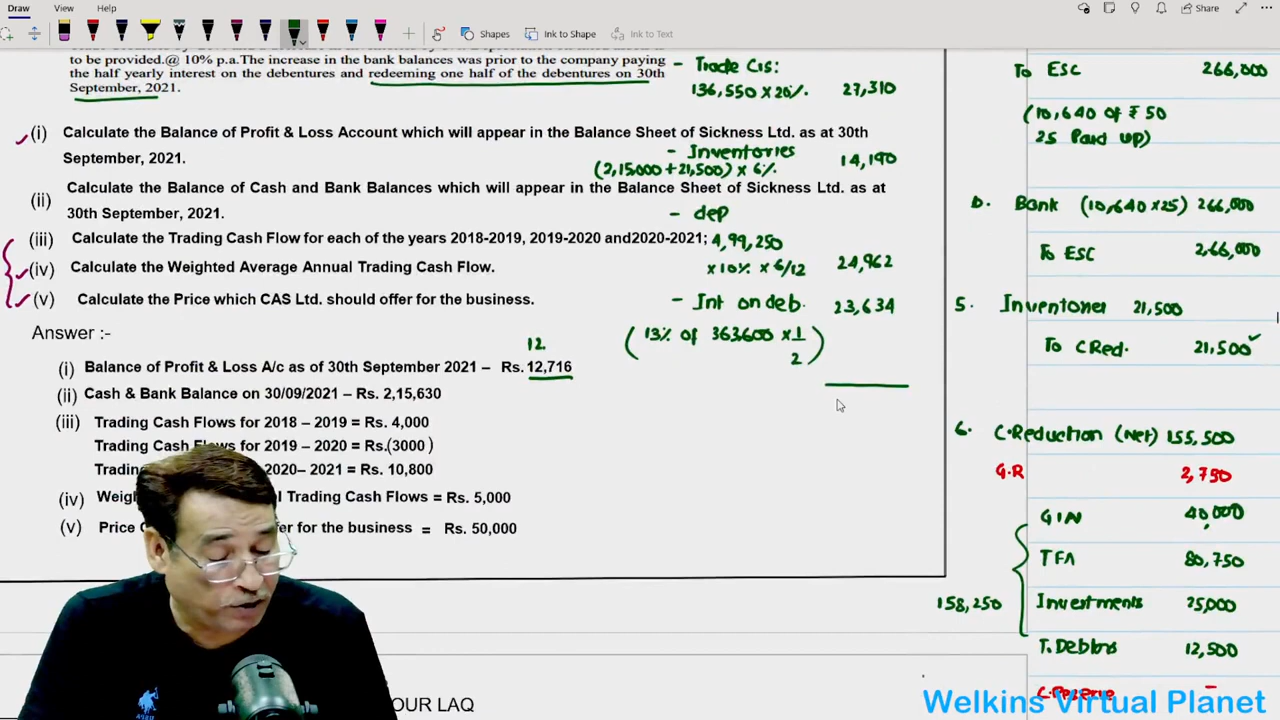 Draw View Help
Share
Shapes Ink to Shape Ink to Text
to be provided.@ 10% p.a.The increase in the bank balances was prior to the company paying
the half yearly interest on the debentures and redeeming one half of the debentures on 30th
September, 2021.
- Trade Crs:
136,550 x 20%. 27,310
(i) Calculate the Balance of Profit & Loss Account which will appear in the Balance Sheet of Sickness Ltd. as at 30th
September, 2021.
- Inventories 14,190
(2,15000 + 21,500) x 6%.
(ii) Calculate the Balance of Cash and Bank Balances which will appear in the Balance Sheet of Sickness Ltd. as at
30th September, 2021.
- dep
(iii) Calculate the Trading Cash Flow for each of the years 2018-2019, 2019-2020 and2020-2021;
4,99,250
x10% x 6/12 24,962
(iv) Calculate the Weighted Average Annual Trading Cash Flow.
(v) Calculate the Price which CAS Ltd. should offer for the business.
- Int on deb. 23,634
(13% of 363600 x 1/2)
Answer :-
12.
(i) Balance of Profit & Loss A/c as of 30th September 2021 – Rs. 12,716
(ii) Cash & Bank Balance on 30/09/2021 – Rs. 2,15,630
(iii) Trading Cash Flows for 2018 – 2019 = Rs. 4,000
Trading Cash Flows for 2019 – 2020 = Rs.(3000 )
Trading 2020– 2021 = Rs. 10,800
(iv) Weigh l Trading Cash Flows = Rs. 5,000
(v) Price er for the business = Rs. 50,000
To ESC 266,000
(10,640 of ₹ 50
25 Paid up)
b. Bank (10,640 x25) 266,000
To ESC 2,66,000
5. Inventories 21,500
To C Red. 21,500
6. C.Reduction (Net) 155,500
G.R 2,750
G/W 40,000
TFA 80,750
158,250 Investments 25,000
T. Debtors 12,500
C.Reserve -
OUR LAQ
Welkins Virtual Planet